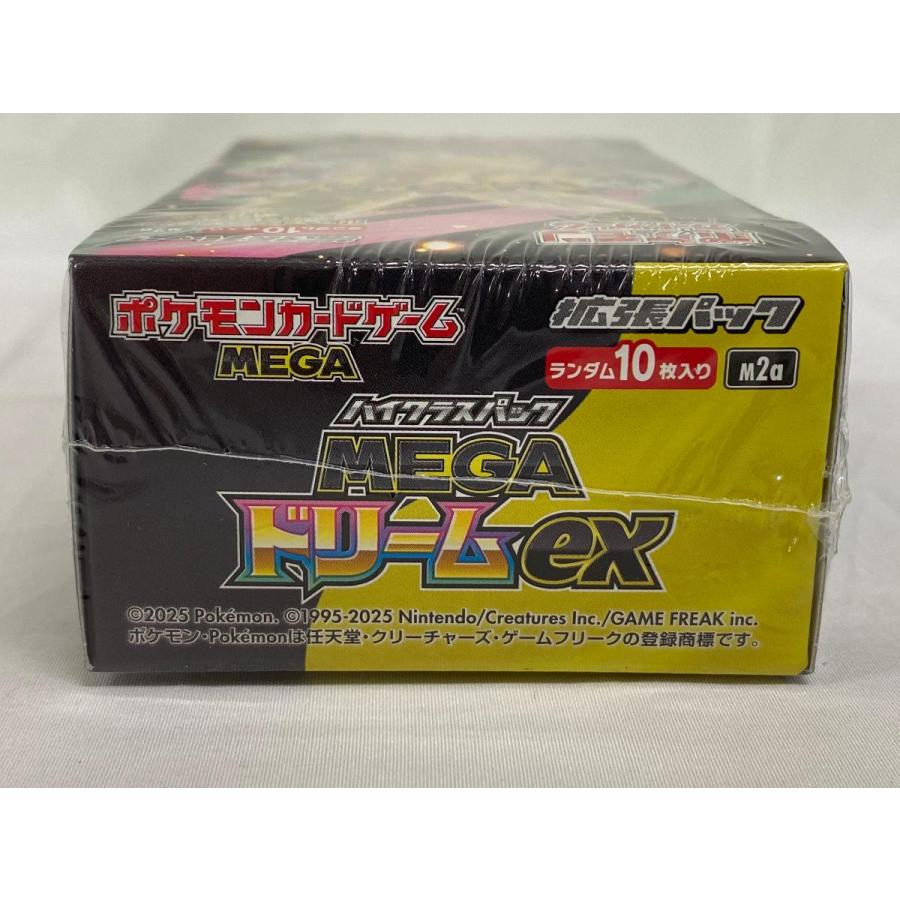 ポケモンカードゲーム
MEGA
拡張パック
ランダム10枚入り M2a
ハイクラスパック
MEGA
ドリームex
©2025 Pokémon. ©1995-2025 Nintendo/Creatures Inc./GAME FREAK inc.
ポケモン・Pokémonは任天堂・クリーチャーズ・ゲームフリークの登録商標です。